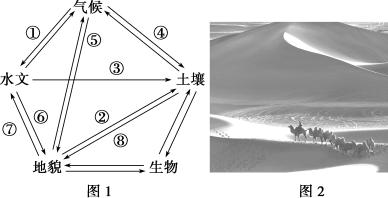 气候
①
⑤
④
水文
③
土壤
⑦
⑥
②
⑧
地貌
生物
图1
图2